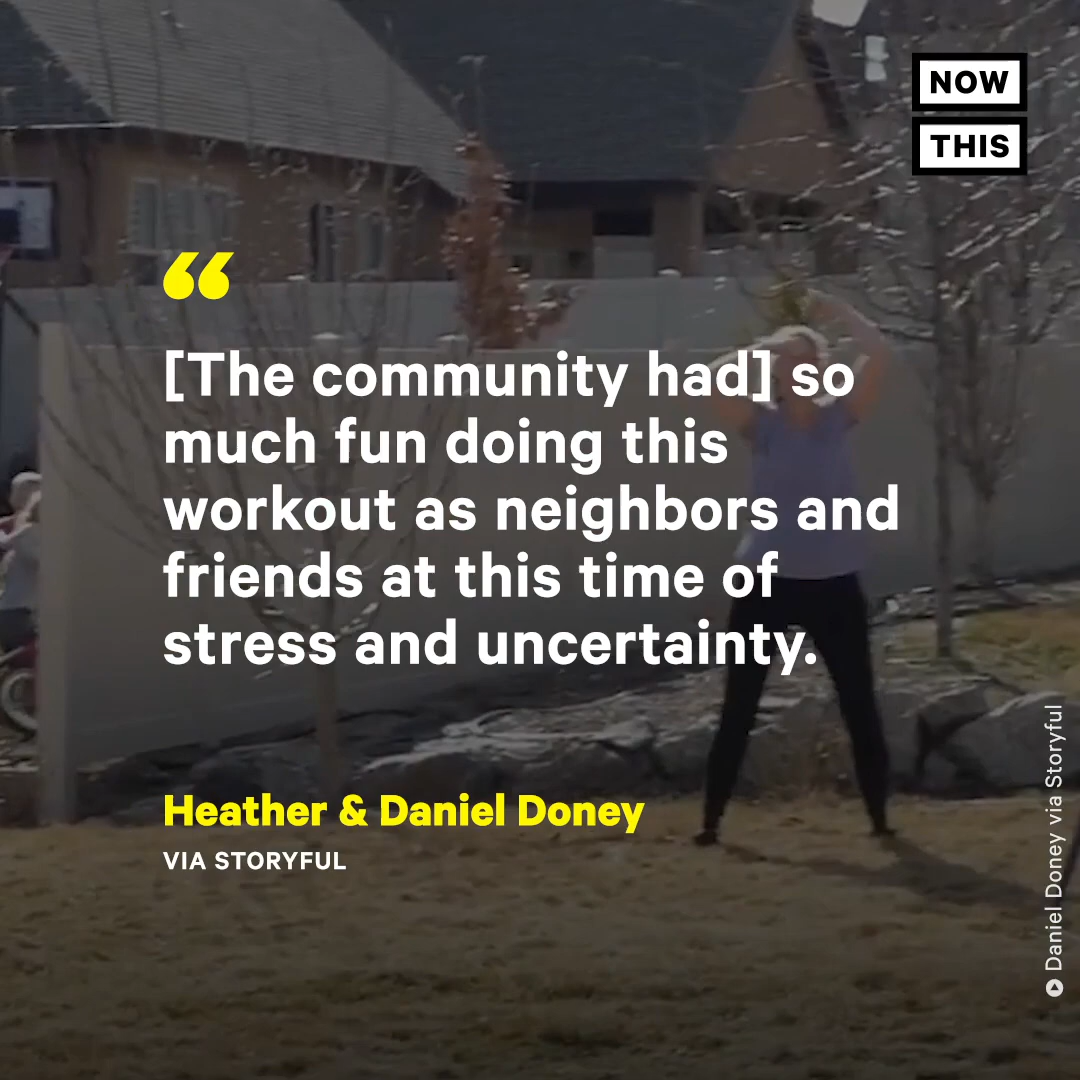 NOW
THIS
“
[The community had] so
much fun doing this
workout as neighbors and
friends at this time of
stress and uncertainty.
Heather & Daniel Doney
VIA STORYFUL
Daniel Doney via Storyful